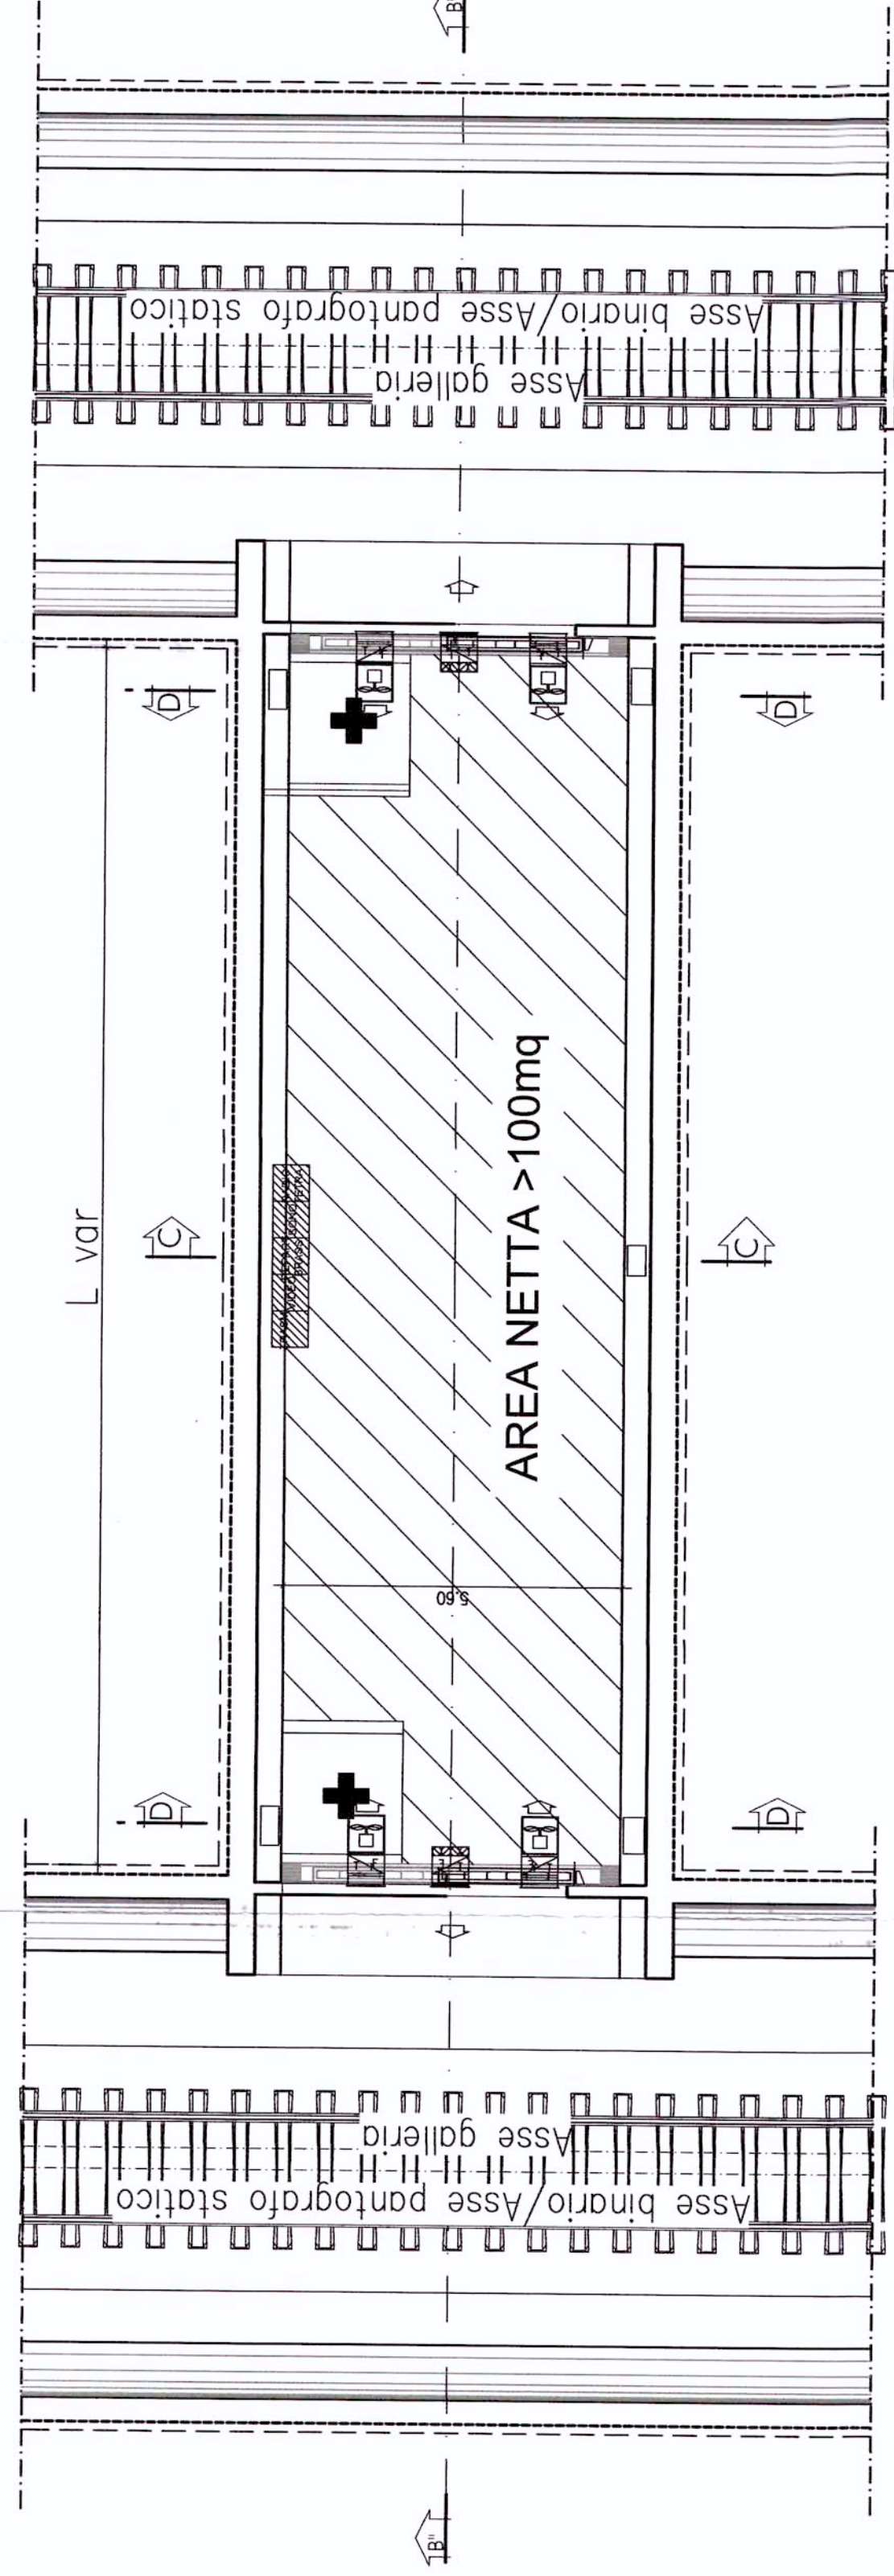 B"
Asse binario/Asse pantografo statico
Asse galleria
D
D
L var
C
C
AREA NETTA >100mq
5.60
D
D
Asse galleria
Asse binario/Asse pantografo statico
B"